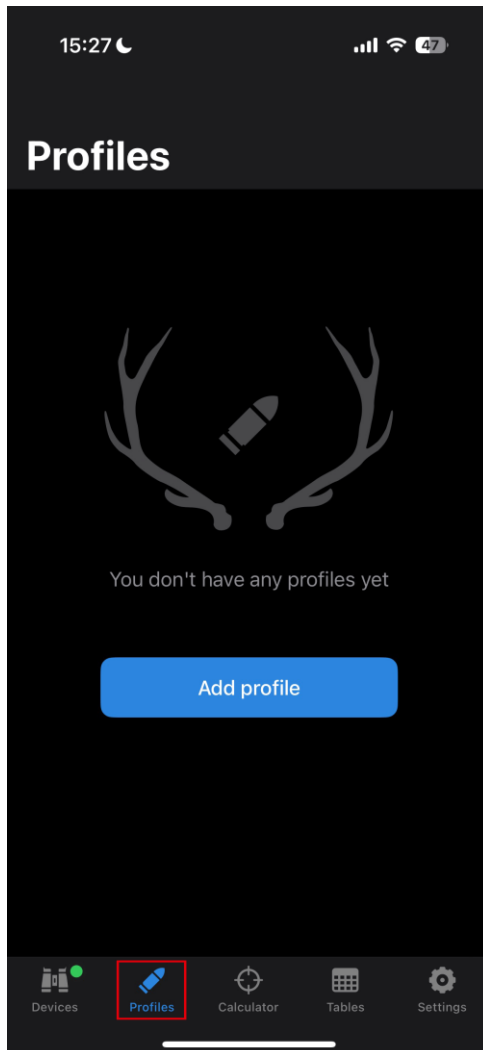 15:27
47
Profiles
You don't have any profiles yet
Add profile
Devices Profiles Calculator Tables Settings